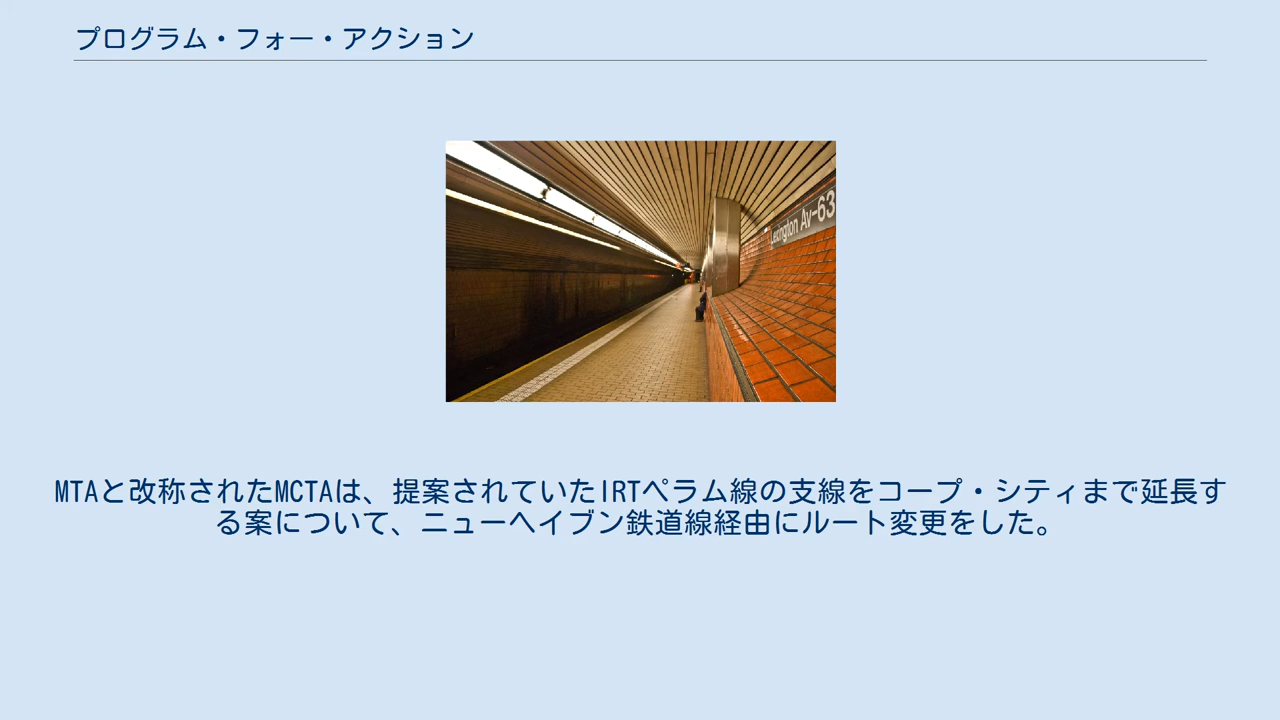 プログラム・フォー・アクション
Lexington Av-63
MTAと改称されたMCTAは、提案されていたIRTペラム線の支線をコープ・シティまで延長す
る案について、ニューヘイブン鉄道線経由にルート変更をした。